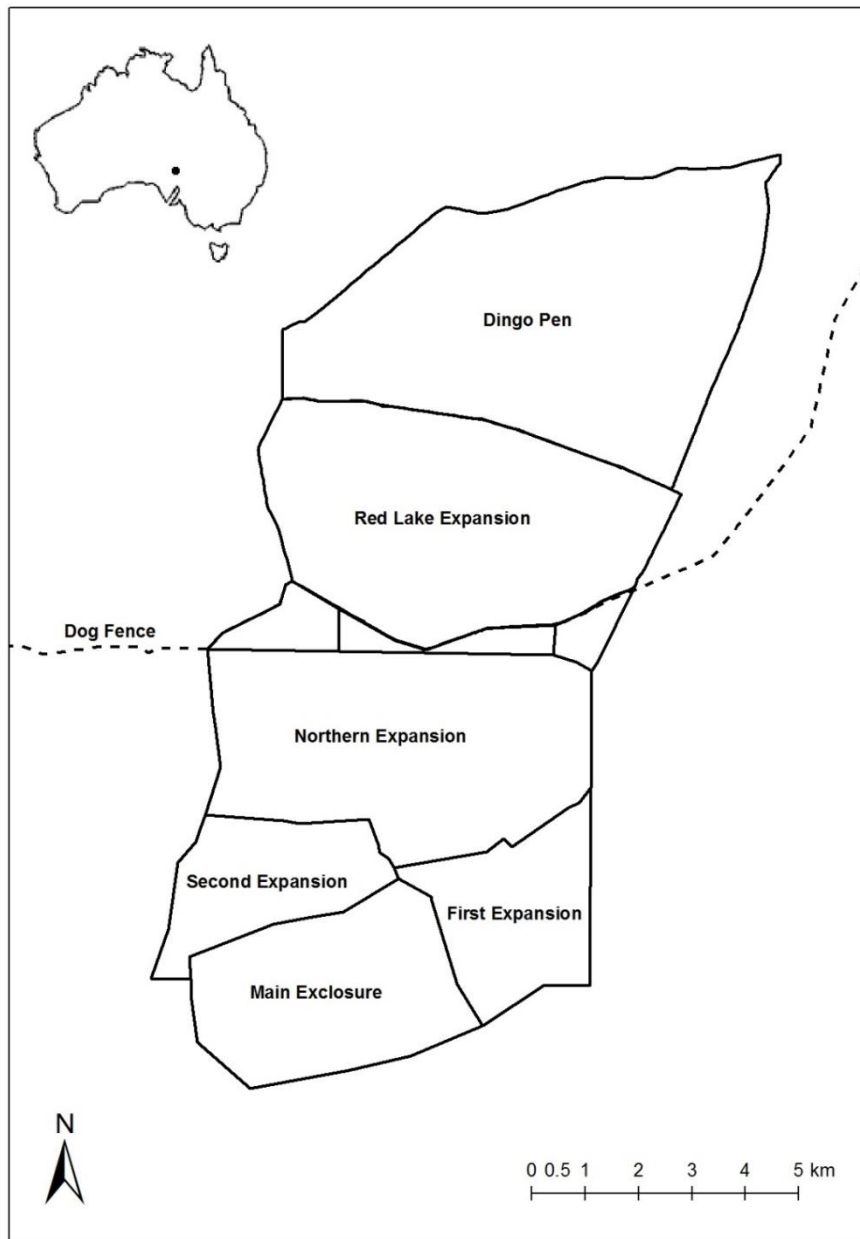 Dingo Pen
Red Lake Expansion
Dog Fence
Northern Expansion
Second Expansion
First Expansion
Main Exclosure
N
0 0.5 1 2 3 4 5 km